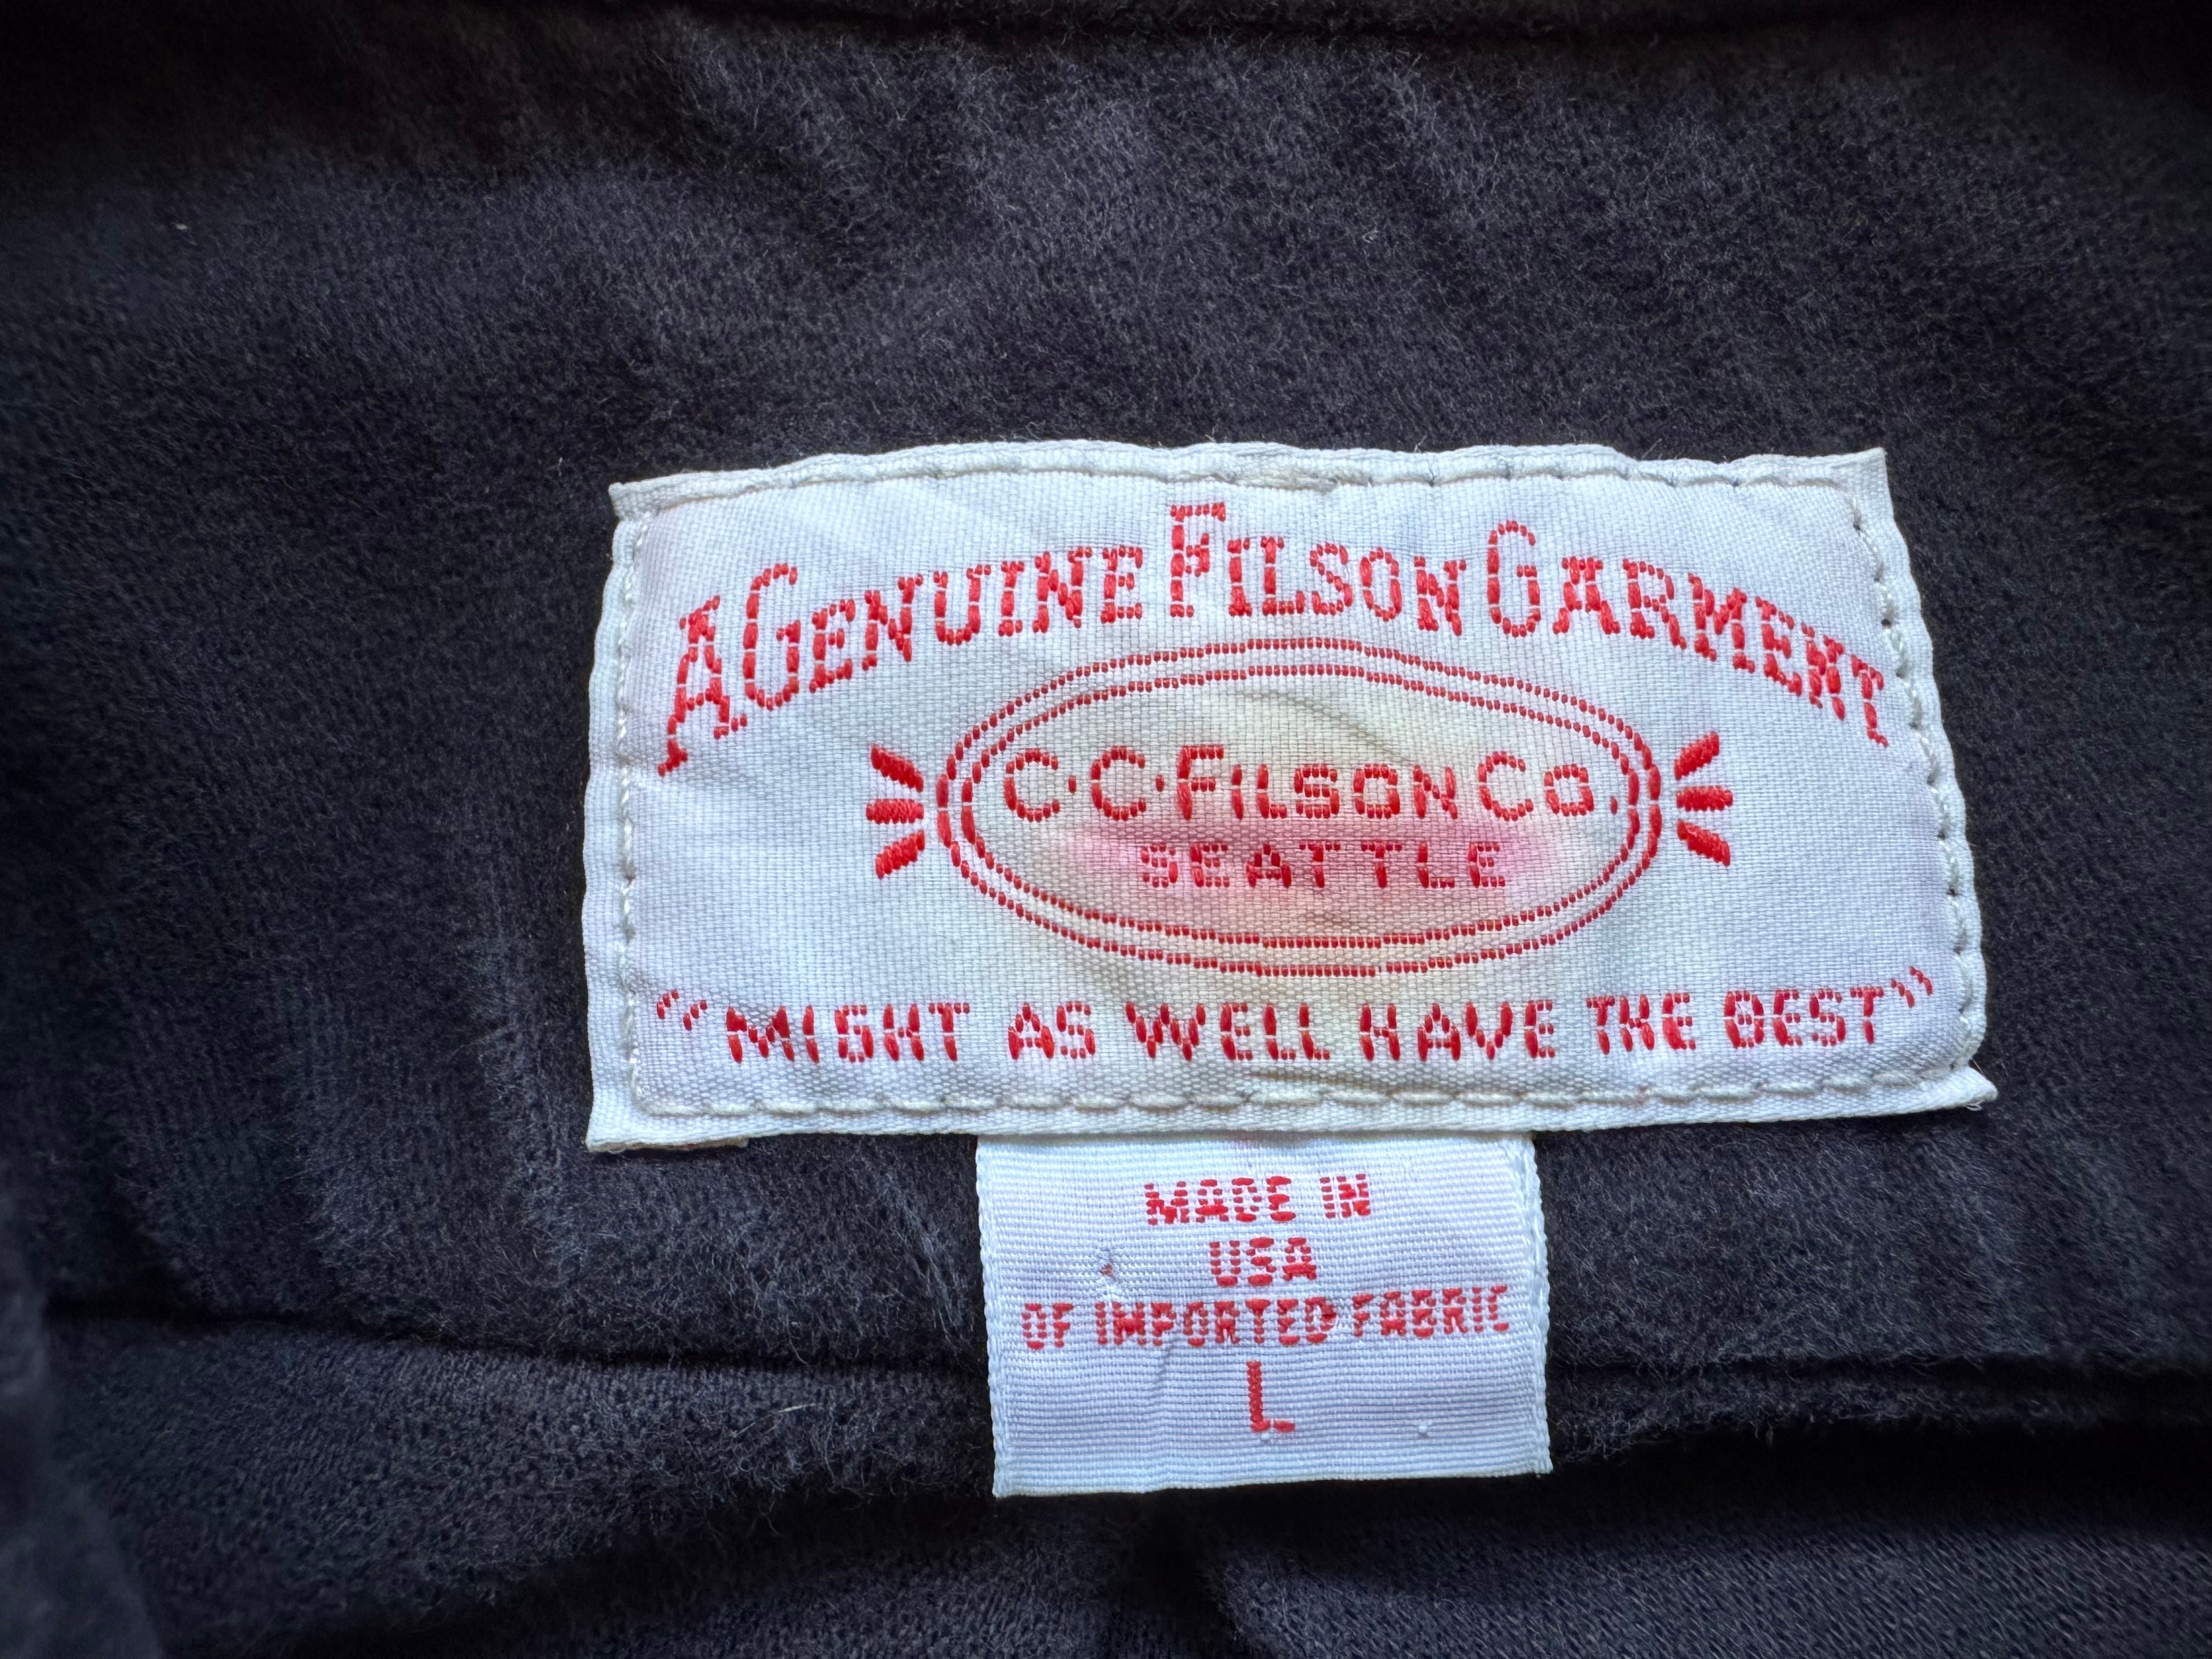 A GENUINE FILSON GARMENT
C·C·FILSON CO.
SEATTLE
"MIGHT AS WELL HAVE THE BEST"
MADE IN
USA
OF IMPORTED FABRIC
L